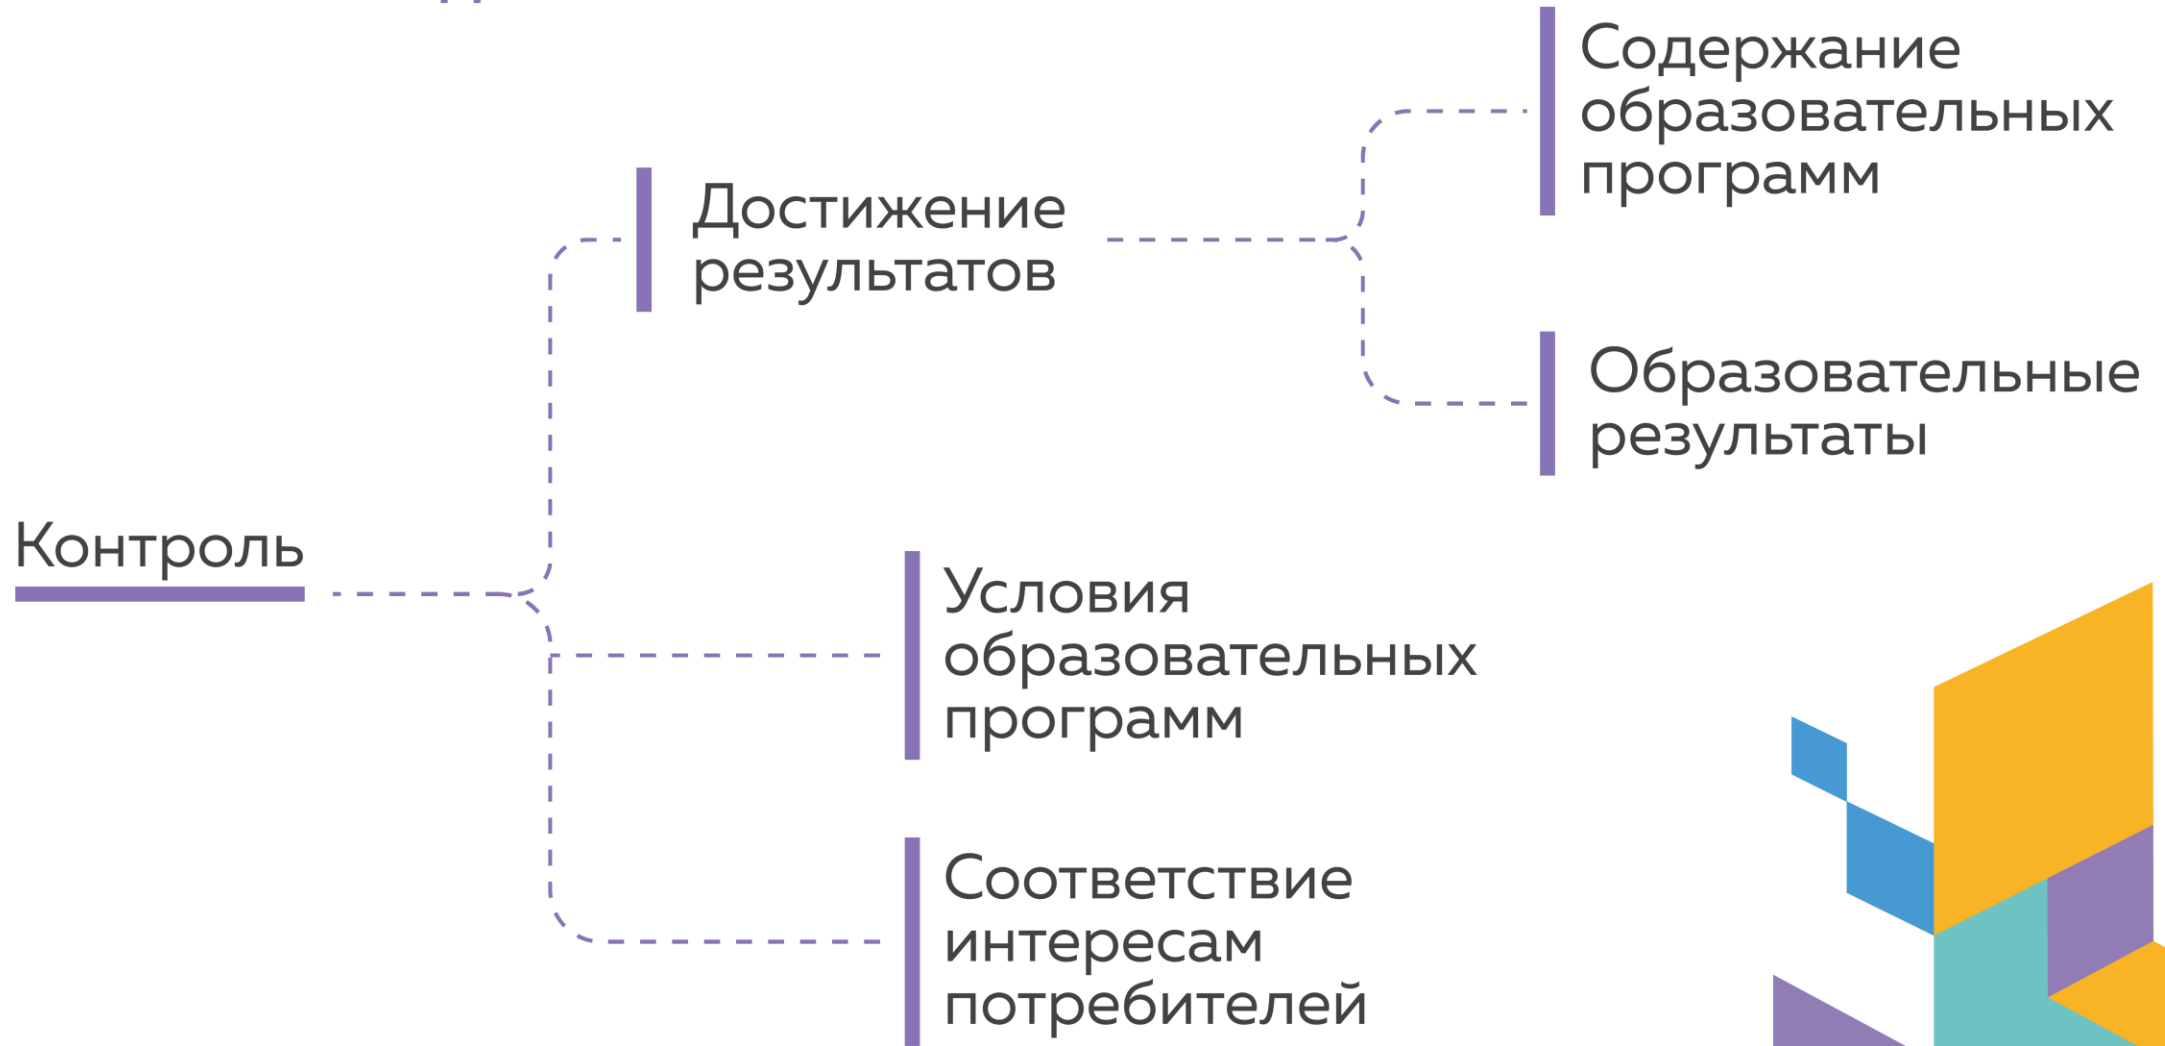 Содержание
образовательных
программ
Достижение
результатов
Образовательные
результаты
Контроль
Условия
образовательных
программ
Соответствие
интересам
потребителей